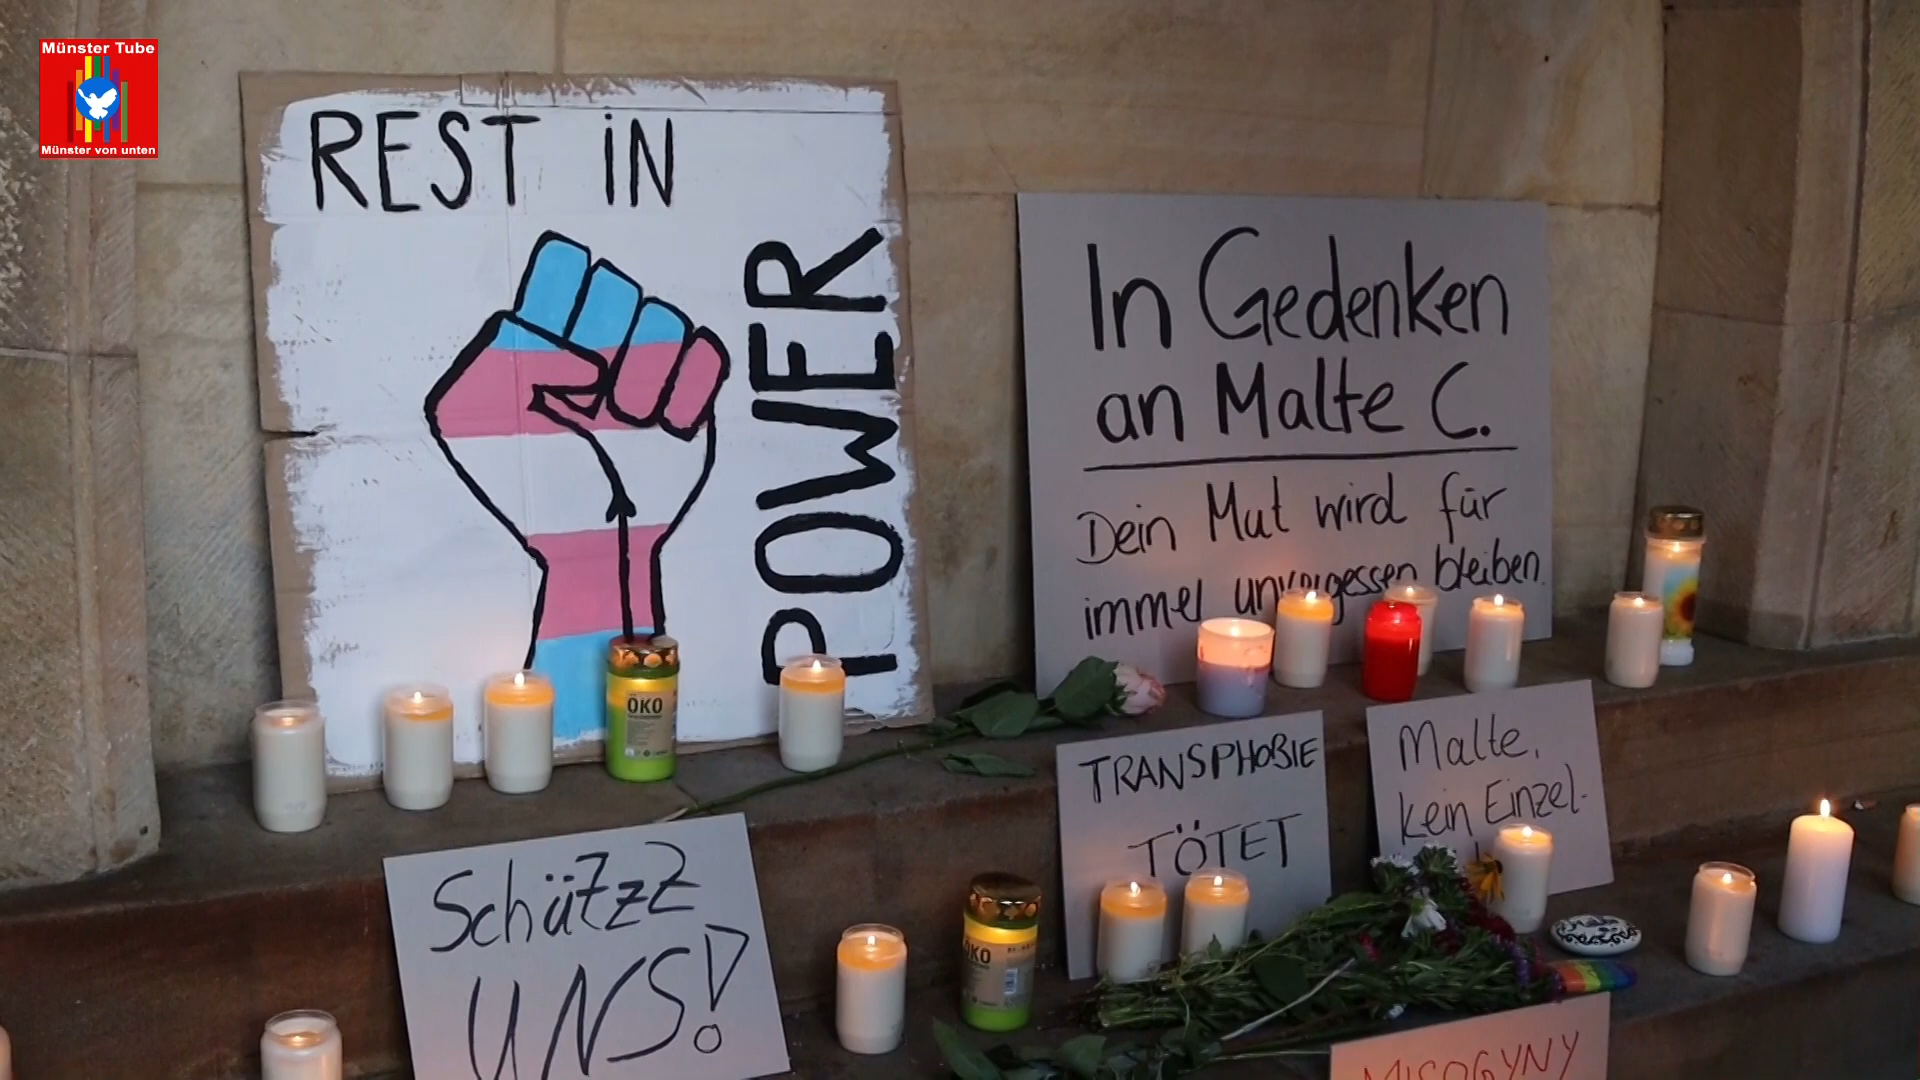 Münster Tube
Münster von unten
REST iN
POWER
In Gedenken
an Malte C.
Dein Mut wird für
immer unvergessen bleiben.
TRANSPHOBIE
TÖTET
Malte,
kein Einzel-
SchüTzzZ
UNS!
ÖKO
ÖKO
MISOGYNY